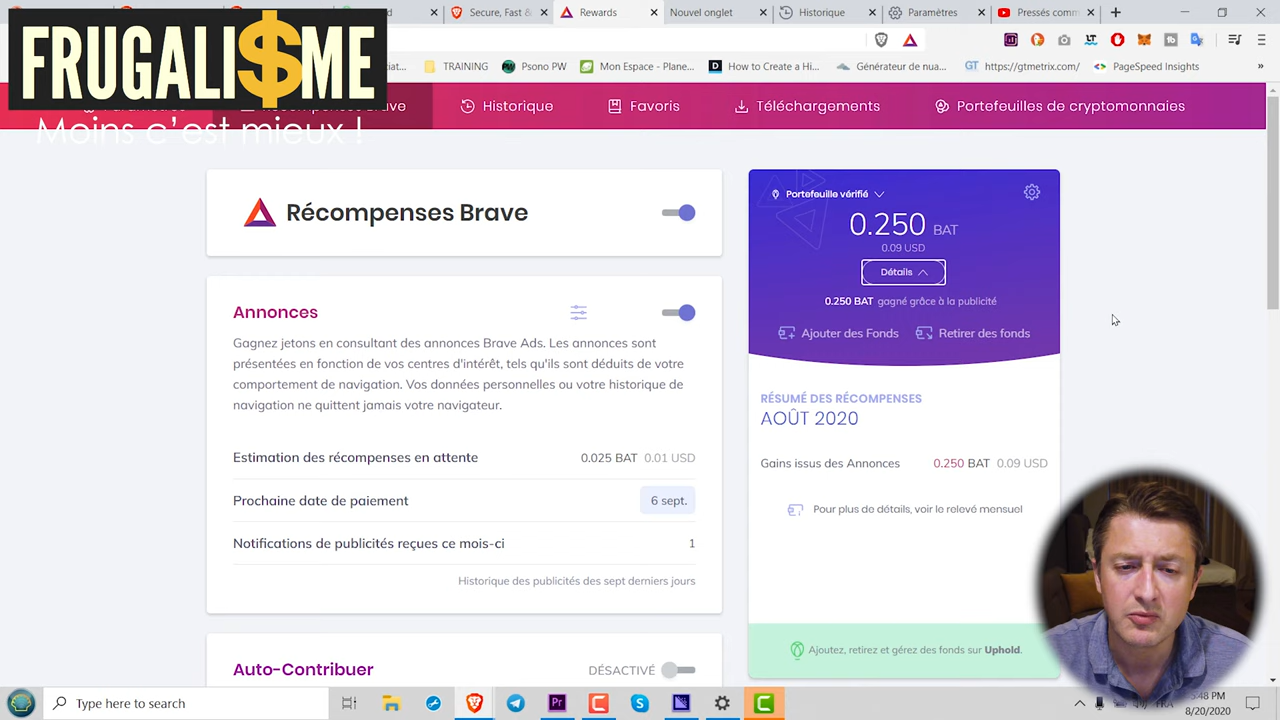 FRUGALI$ME
Moins c'est mieux !
Secure, Fast &
Rewards
Nouvel onglet
Historique
Paramètres
Pressés com
TRAINING
Psono PW
Mon Espace - Plane...
How to Create a Hi...
Générateur de nua...
https://gtmetrix.com/
PageSpeed Insights
Récompenses Brave
Historique
Favoris
Téléchargements
Portefeuilles de cryptomonnaies
Récompenses Brave
Annonces
Gagnez jetons en consultant des annonces Brave Ads. Les annonces sont
présentées en fonction de vos centres d'intérêt, tels qu'ils sont déduits de votre
comportement de navigation. Vos données personnelles ou votre historique de
navigation ne quittent jamais votre navigateur.
Estimation des récompenses en attente 0.025 BAT 0.01 USD
Prochaine date de paiement 6 sept.
Notifications de publicités reçues ce mois-ci 1
Historique des publicités des sept derniers jours
Auto-Contribuer DÉSACTIVÉ
Portefeuille vérifié
0.250 BAT
0.09 USD
Détails
0.250 BAT gagné grâce à la publicité
Ajouter des Fonds
Retirer des fonds
RÉSUMÉ DES RÉCOMPENSES
AOÛT 2020
Gains issus des Annonces 0.250 BAT 0.09 USD
Pour plus de détails, voir le relevé mensuel
Ajoutez, retirez et gérez des fonds sur Uphold.
Type here to search
FRA
:48 PM
8/20/2020